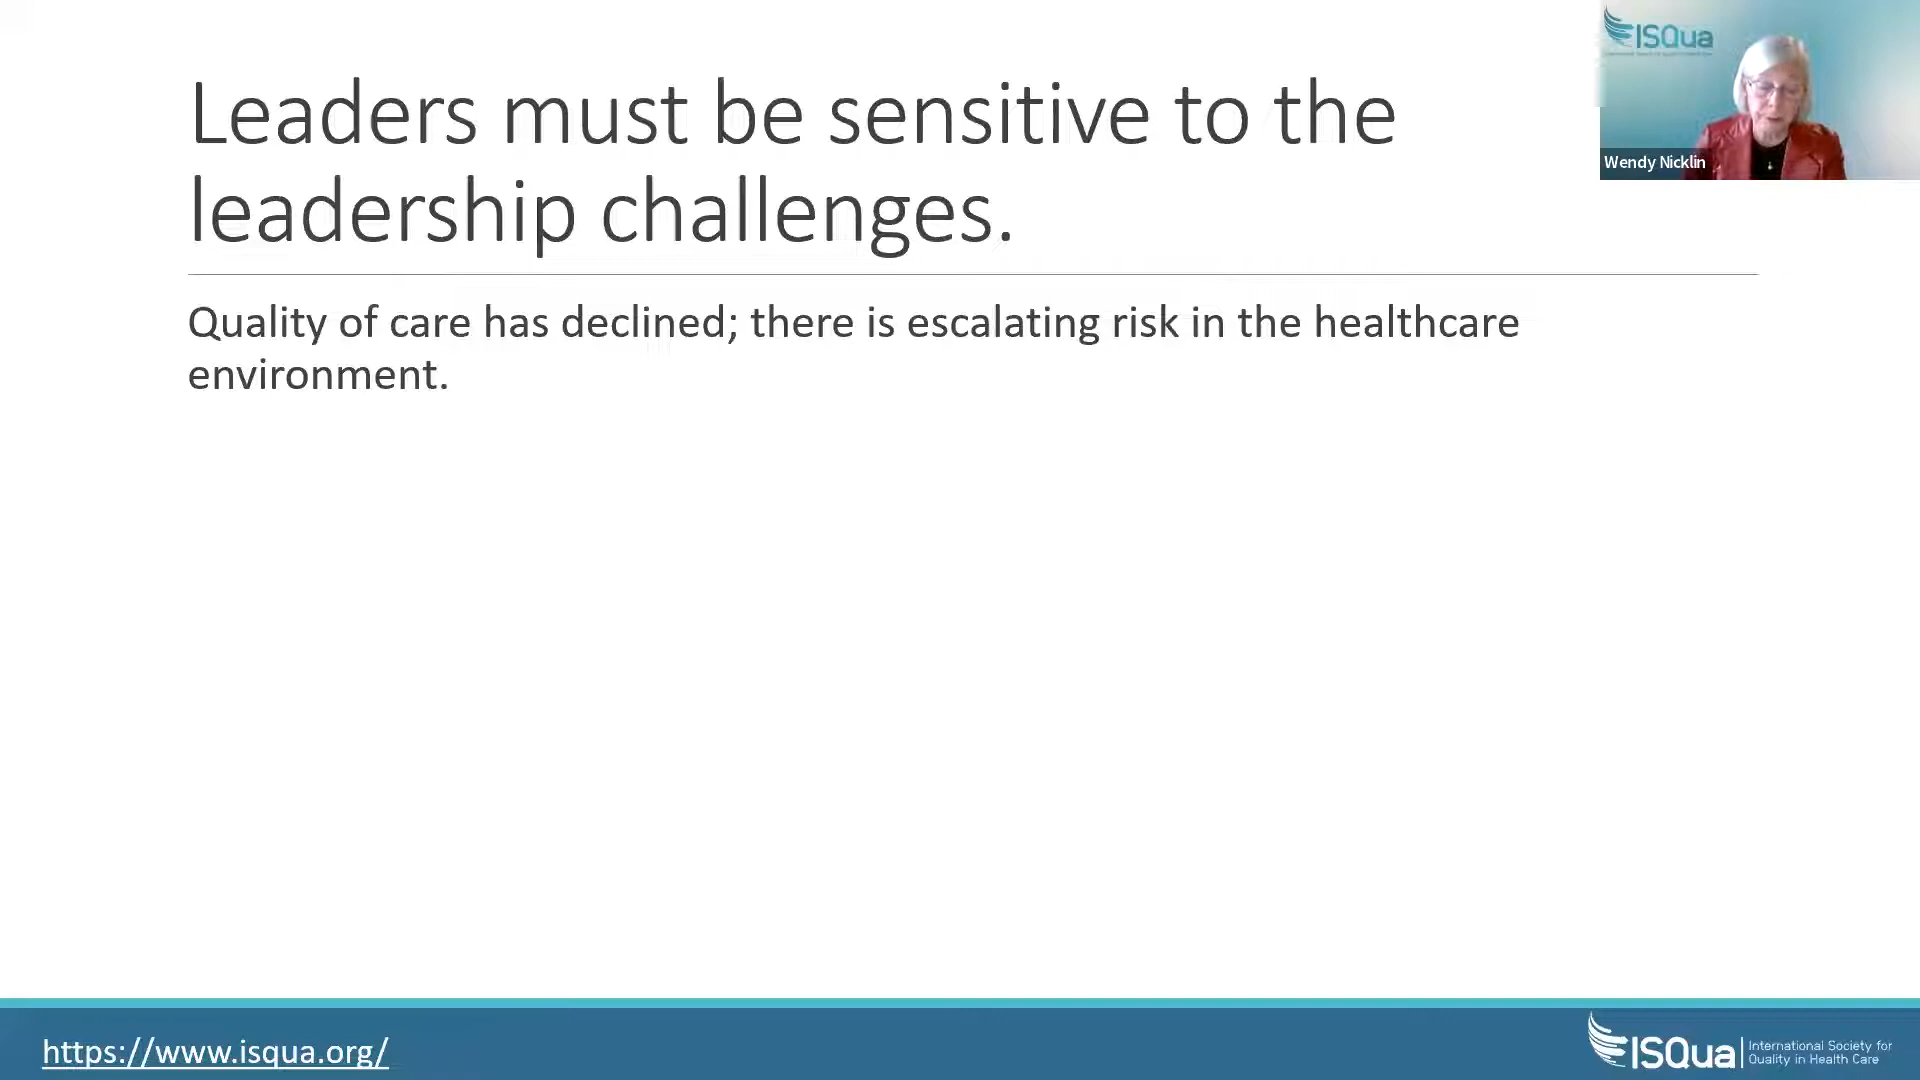 Leaders must be sensitive to the
leadership challenges.
ISQua
Wendy Nicklin
Quality of care has declined; there is escalating risk in the healthcare
environment.
https://www.isqua.org/
ISQua
International Society for
Quality in Health Care